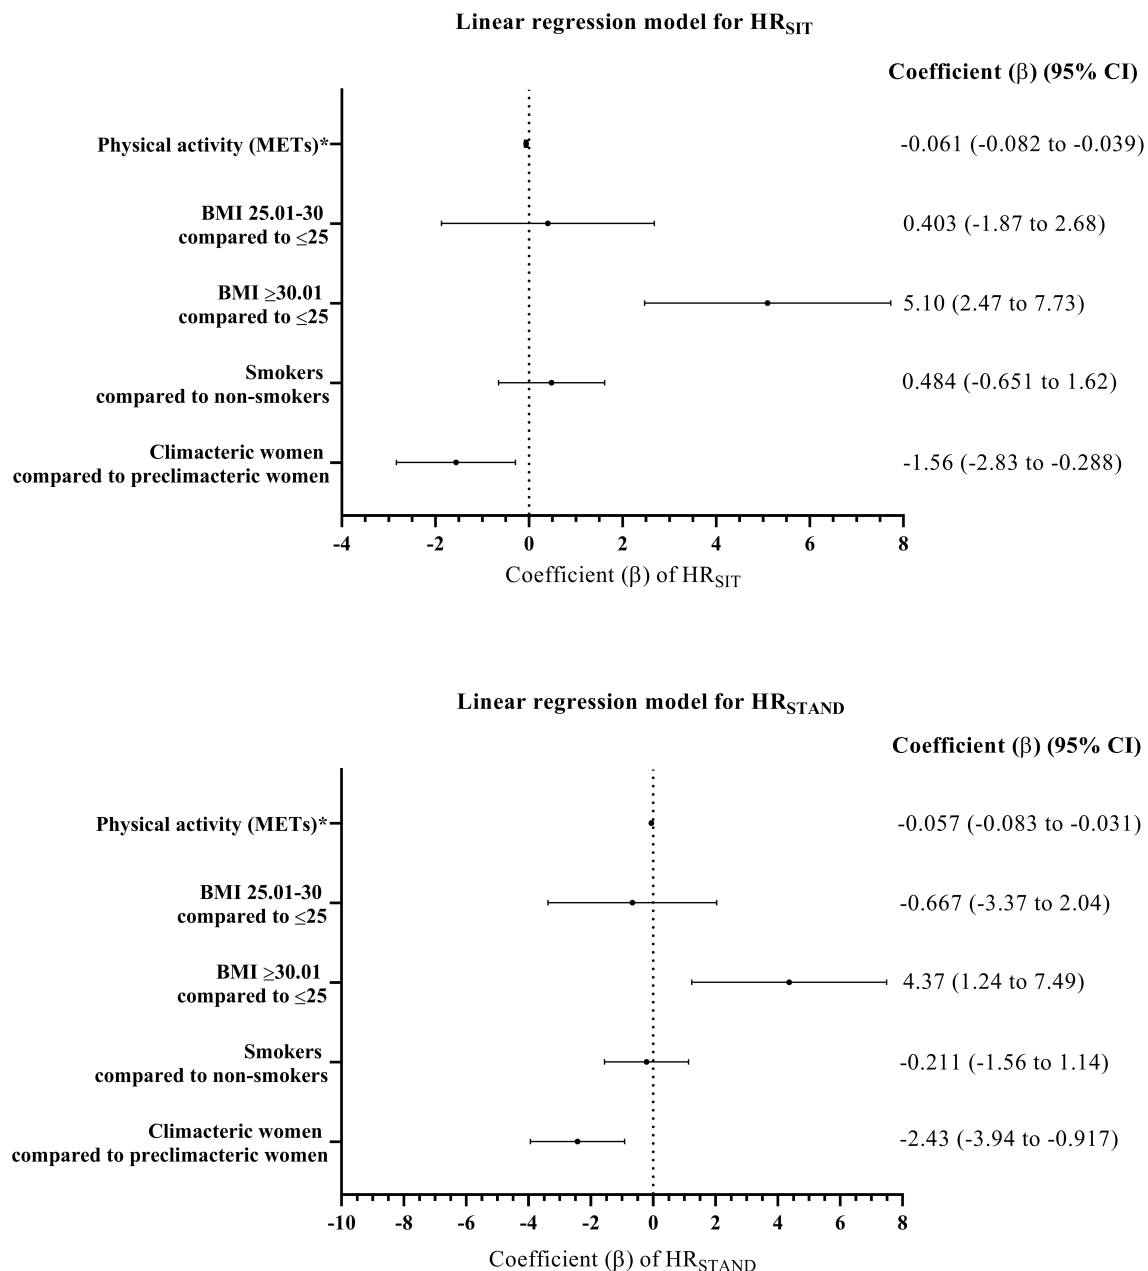 Linear regression model for HRSIT
Coefficient (β) (95% CI)
Physical activity (METs)*
-0.061 (-0.082 to -0.039)
BMI 25.01-30
compared to ≤25
0.403 (-1.87 to 2.68)
BMI ≥30.01
compared to ≤25
5.10 (2.47 to 7.73)
Smokers
compared to non-smokers
0.484 (-0.651 to 1.62)
Climacteric women
compared to preclimacteric women
-1.56 (-2.83 to -0.288)
-4 -2 0 2 4 6 8
Coefficient (β) of HRSIT
Linear regression model for HRSTAND
Coefficient (β) (95% CI)
Physical activity (METs)*
-0.057 (-0.083 to -0.031)
BMI 25.01-30
compared to ≤25
-0.667 (-3.37 to 2.04)
BMI ≥30.01
compared to ≤25
4.37 (1.24 to 7.49)
Smokers
compared to non-smokers
-0.211 (-1.56 to 1.14)
Climacteric women
compared to preclimacteric women
-2.43 (-3.94 to -0.917)
-10 -8 -6 -4 -2 0 2 4 6 8
Coefficient (β) of HRSTAND